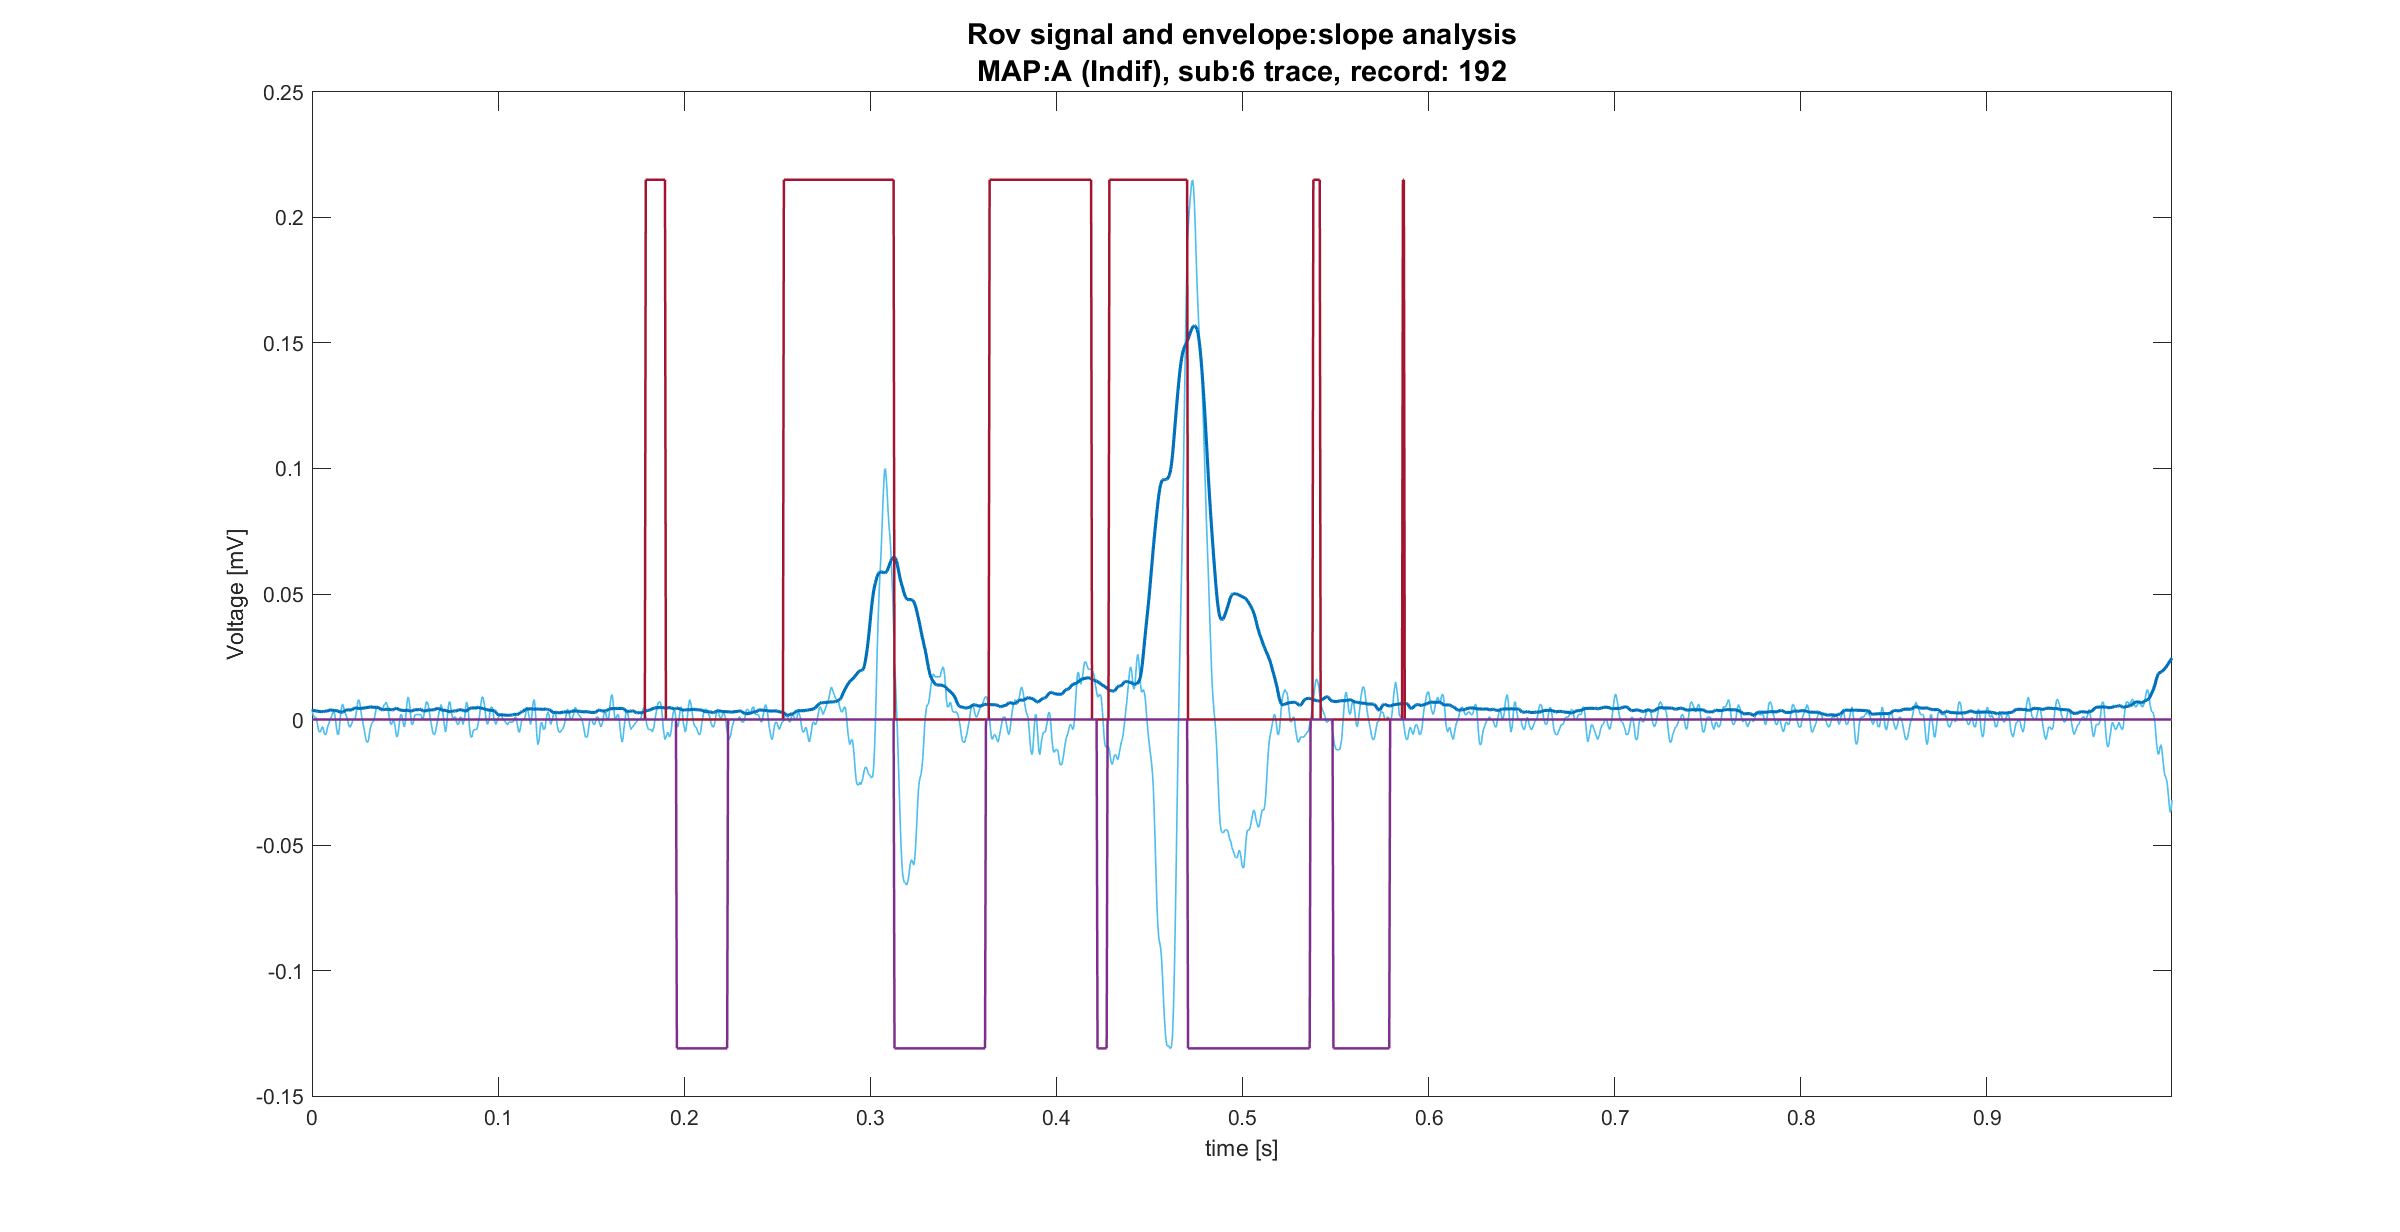 Rov signal and envelope:slope analysis
MAP:A (Indif), sub:6 trace, record: 192
0.25
0.2
0.15
0.1
0.05
0
-0.05
-0.1
-0.15
Voltage [mV]
0 0.1 0.2 0.3 0.4 0.5 0.6 0.7 0.8 0.9
time [s]